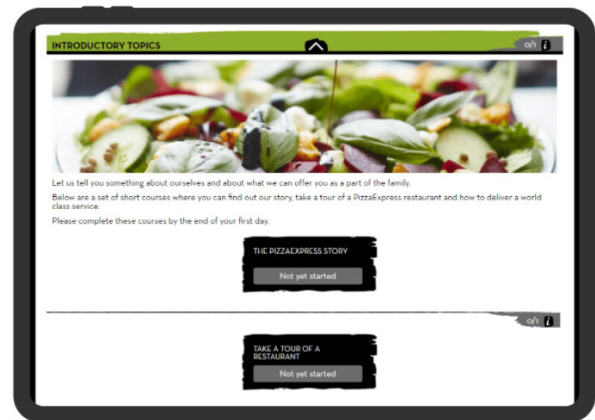 INTRODUCTORY TOPICS
0/1 i
Let us tell you something about ourselves and about what we can offer you as a part of the family.
Below are a set of short courses where you can find out our story, take a tour of a PizzaExpress restaurant and how to deliver a world
class service.
Please complete these courses by the end of your first day.
THE PIZZAEXPRESS STORY
Not yet started
0/1 i
TAKE A TOUR OF A
RESTAURANT
Not yet started